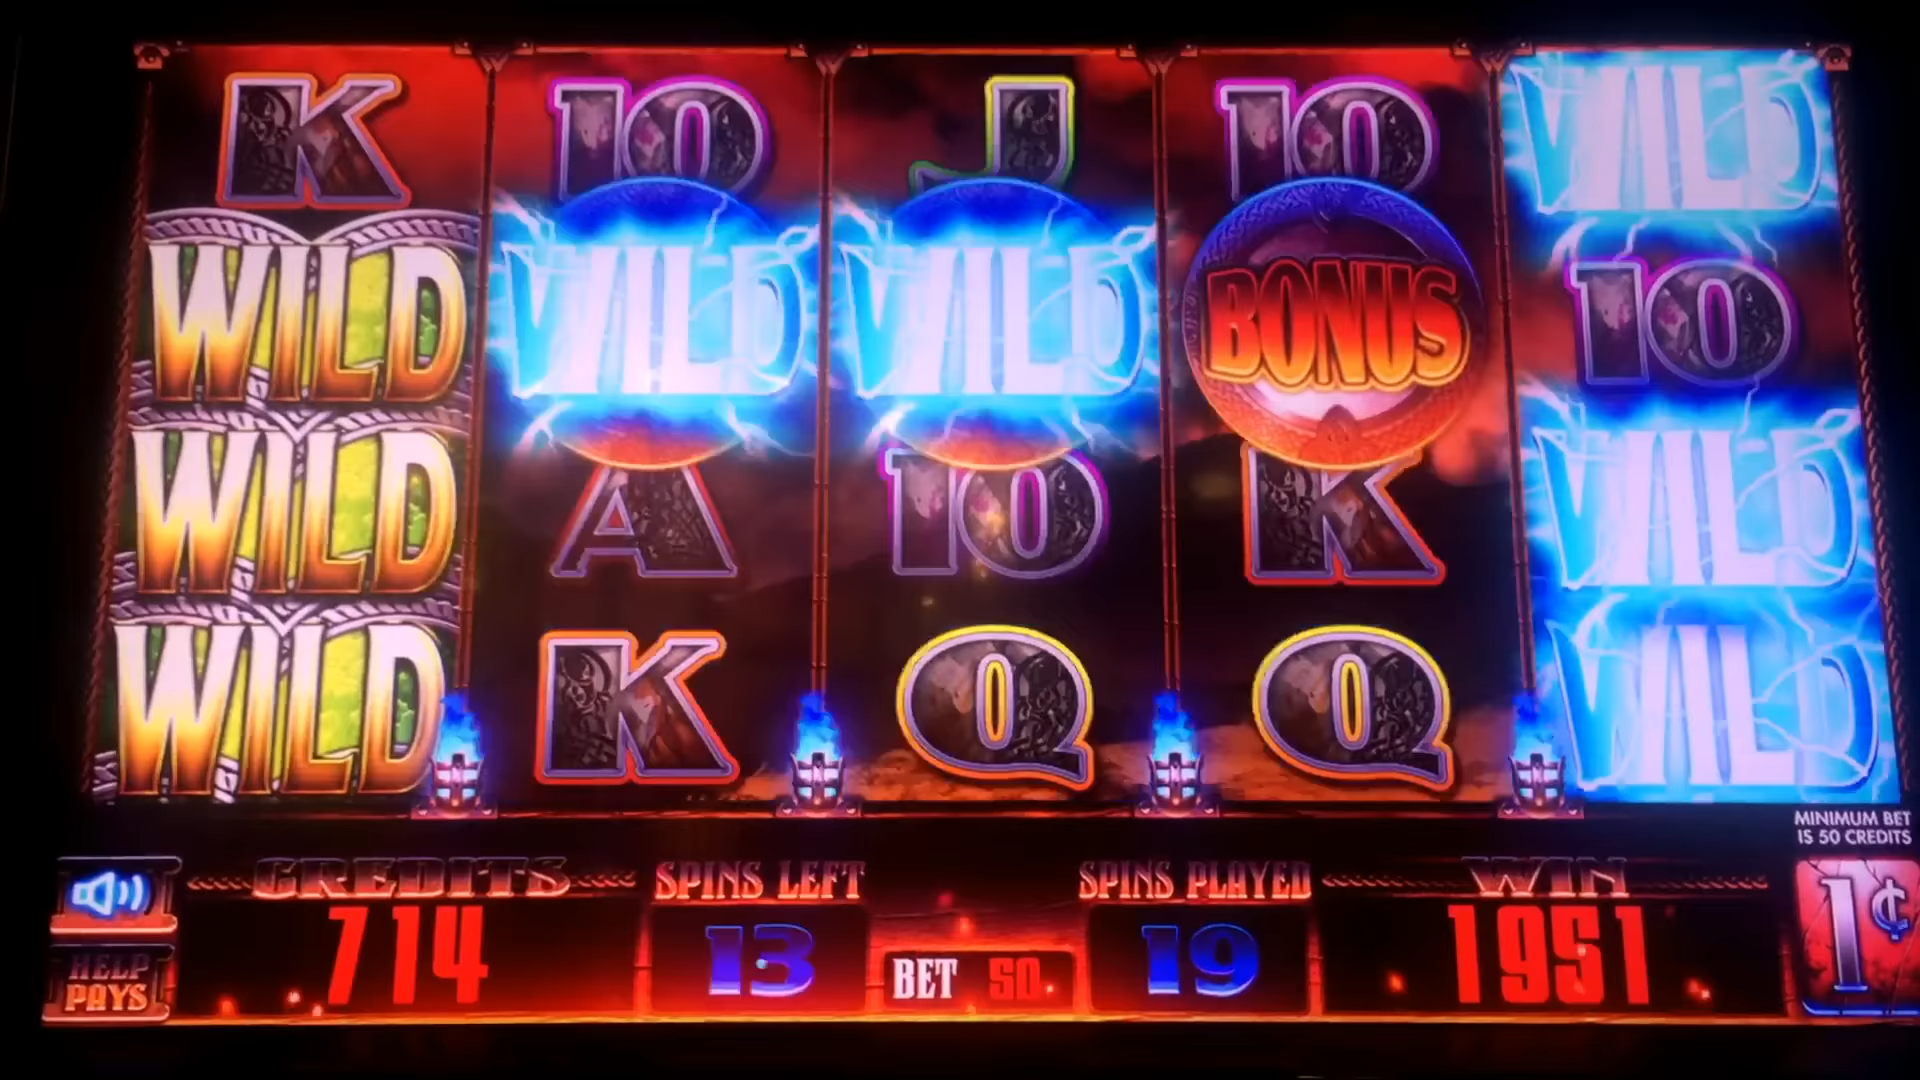 K 10 J 10 WILD
WILD WILD WILD BONUS 10
WILD A 10 K WILD
WILD K Q Q WILD
MINIMUM BET
IS 50 CREDITS
CREDITS SPINS LEFT SPINS PLAYED WIN
714 13 BET 50 19 1951 1¢
HELP
PAYS